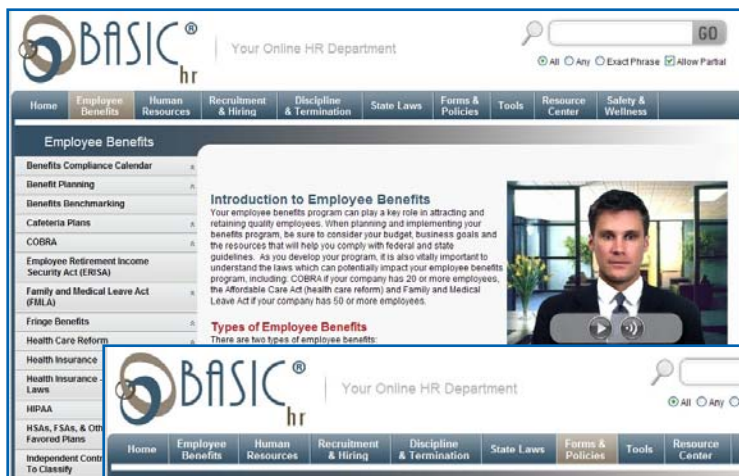 BASIC®
hr
Your Online HR Department
GO
All Any Exact Phrase Allow Partial
Home
Employee
Benefits
Human
Resources
Recruitment
& Hiring
Discipline
& Termination
State Laws
Forms &
Policies
Tools
Resource
Center
Safety &
Wellness
Employee Benefits
Benefits Compliance Calendar
Benefit Planning
Benefits Benchmarking
Cafeteria Plans
COBRA
Employee Retirement Income
Security Act (ERISA)
Family and Medical Leave Act
(FMLA)
Fringe Benefits
Health Care Reform
Health Insurance
Health Insurance -
Laws
HIPAA
HSAs, FSAs, & Oth
Favored Plans
Independent Contr
To Classify
Introduction to Employee Benefits
Your employee benefits program can play a key role in attracting and
retaining quality employees. When planning and implementing your
benefits program, be sure to consider your budget, business goals and
the resources that will help you comply with federal and state
guidelines. As you develop your program, it is also vitally important to
understand the laws which can potentially impact your employee benefits
program, including: COBRA if your company has 20 or more employees,
the Affordable Care Act (health care reform) and Family and Medical
Leave Act if your company has 50 or more employees.
Types of Employee Benefits
There are two types of employee benefits:
BASIC®
hr
Your Online HR Department
All Any
Home
Employee
Benefits
Human
Resources
Recruitment
& Hiring
Discipline
& Termination
State Laws
Forms &
Policies
Tools
Resource
Center